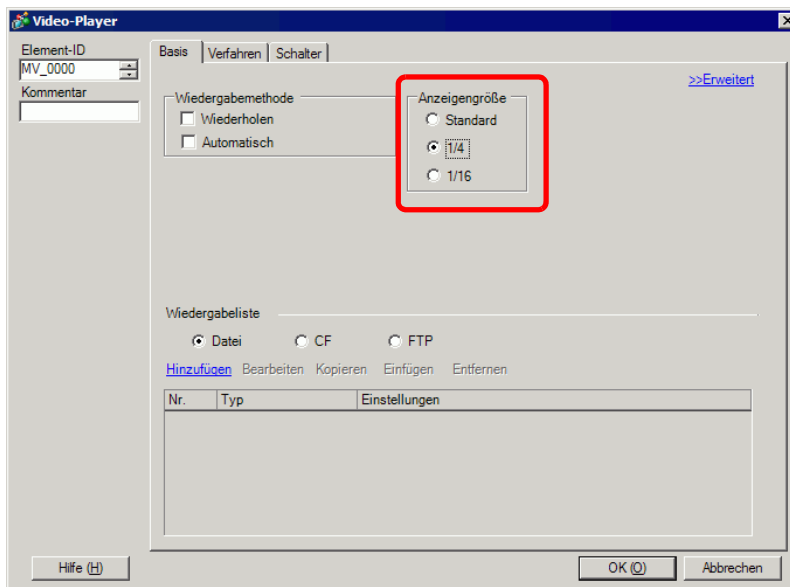 Video-Player
Element-ID
MV_0000
Kommentar
Basis Verfahren Schalter
>>Erweitert
Wiedergabemethode
Wiederholen
Automatisch
Anzeigengröße
Standard
1/4
1/16
Wiedergabeliste
Datei CF FTP
Hinzufügen Bearbeiten Kopieren Einfügen Entfernen
Nr. Typ Einstellungen
Hilfe (H) OK (O) Abbrechen